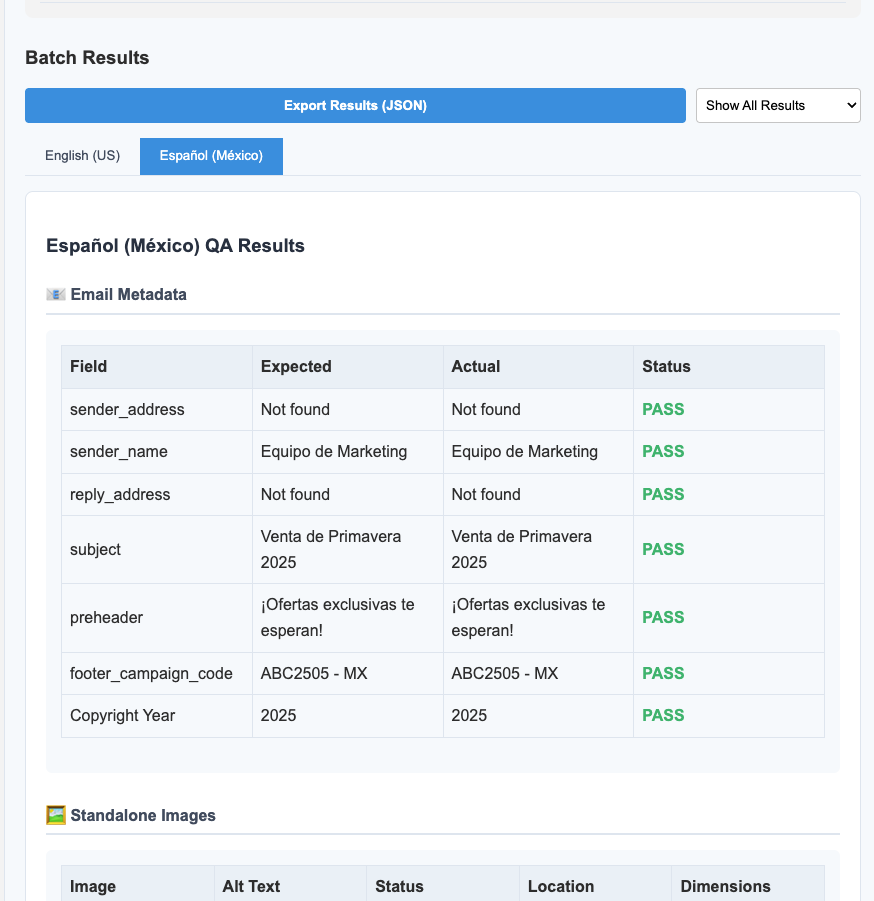 Batch Results
Export Results (JSON)
Show All Results
English (US)
Español (México)
Español (México) QA Results
Email Metadata
Field Expected Actual Status
sender_address Not found Not found PASS
sender_name Equipo de Marketing Equipo de Marketing PASS
reply_address Not found Not found PASS
subject Venta de Primavera 2025 Venta de Primavera 2025 PASS
preheader ¡Ofertas exclusivas te esperan! ¡Ofertas exclusivas te esperan! PASS
footer_campaign_code ABC2505 - MX ABC2505 - MX PASS
Copyright Year 2025 2025 PASS
Standalone Images
Image Alt Text Status Location Dimensions